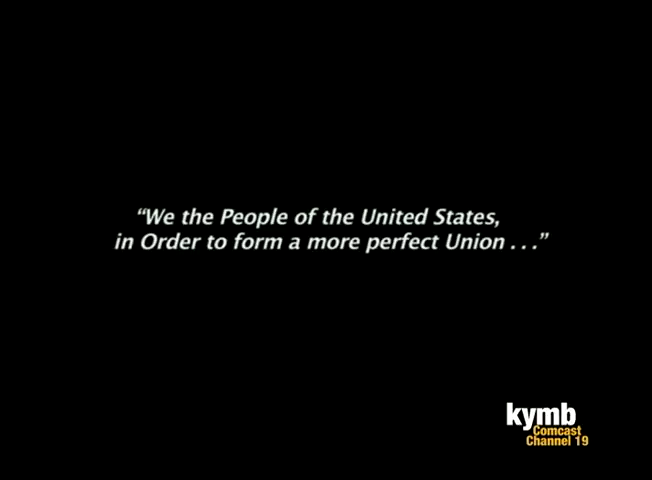 “We the People of the United States,
in Order to form a more perfect Union . . .”
kymb
Comcast
Channel 19